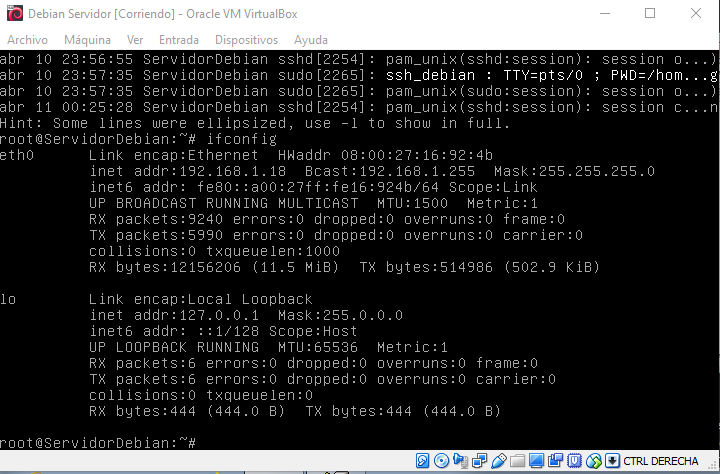 Debian Servidor [Corriendo] - Oracle VM VirtualBox
Archivo Máquina Ver Entrada Dispositivos Ayuda
abr 10 23:56:55 ServidorDebian sshd[2254]: pam_unix(sshd:session): session o...)
abr 10 23:57:35 ServidorDebian sudo[2265]: ssh_debian : TTY=pts/0 ; PWD=/hom...g
abr 10 23:57:35 ServidorDebian sudo[2265]: pam_unix(sudo:session): session o...)
abr 11 00:25:28 ServidorDebian sshd[2254]: pam_unix(sshd:session): session c...n
Hint: Some lines were ellipsized, use -l to show in full.
root@ServidorDebian:~# ifconfig
eth0 Link encap:Ethernet HWaddr 08:00:27:16:92:4b
inet addr:192.168.1.18 Bcast:192.168.1.255 Mask:255.255.255.0
inet6 addr: fe80::a00:27ff:fe16:924b/64 Scope:Link
UP BROADCAST RUNNING MULTICAST MTU:1500 Metric:1
RX packets:9240 errors:0 dropped:0 overruns:0 frame:0
TX packets:5990 errors:0 dropped:0 overruns:0 carrier:0
collisions:0 txqueuelen:1000
RX bytes:12156206 (11.5 MiB) TX bytes:514986 (502.9 KiB)
lo Link encap:Local Loopback
inet addr:127.0.0.1 Mask:255.0.0.0
inet6 addr: ::1/128 Scope:Host
UP LOOPBACK RUNNING MTU:65536 Metric:1
RX packets:6 errors:0 dropped:0 overruns:0 frame:0
TX packets:6 errors:0 dropped:0 overruns:0 carrier:0
collisions:0 txqueuelen:0
RX bytes:444 (444.0 B) TX bytes:444 (444.0 B)
root@ServidorDebian:~#
CTRL DERECHA